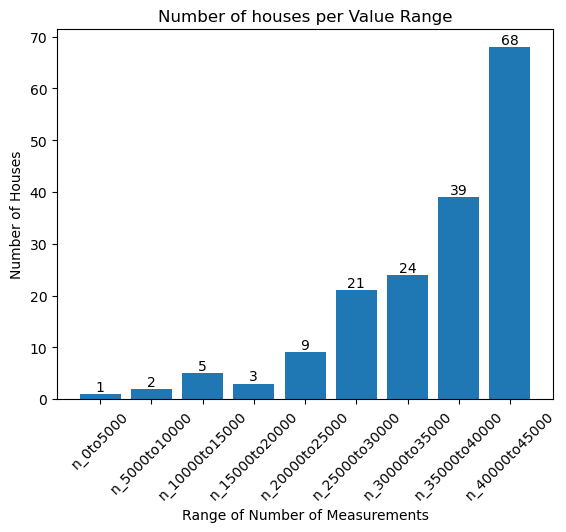 Number of houses per Value Range
70
60
50
40
30
20
10
0
Number of Houses
1
2
5
3
9
21
24
39
68
n_0to5000
n_5000to10000
n_10000to15000
n_15000to20000
n_20000to25000
n_25000to30000
n_30000to35000
n_35000to40000
n_40000to45000
Range of Number of Measurements